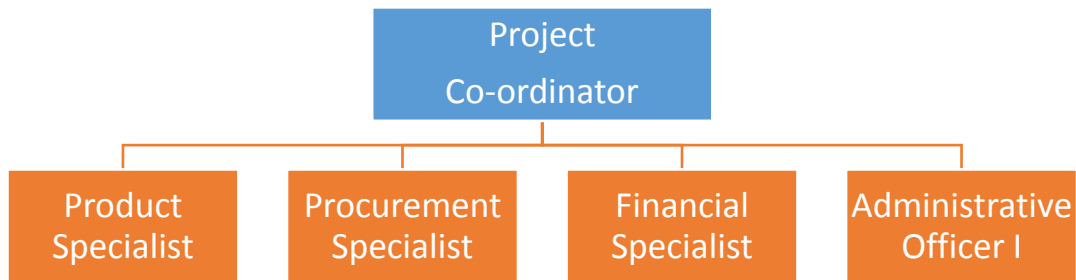 Project
Co-ordinator
Product
Specialist
Procurement
Specialist
Financial
Specialist
Administrative
Officer I